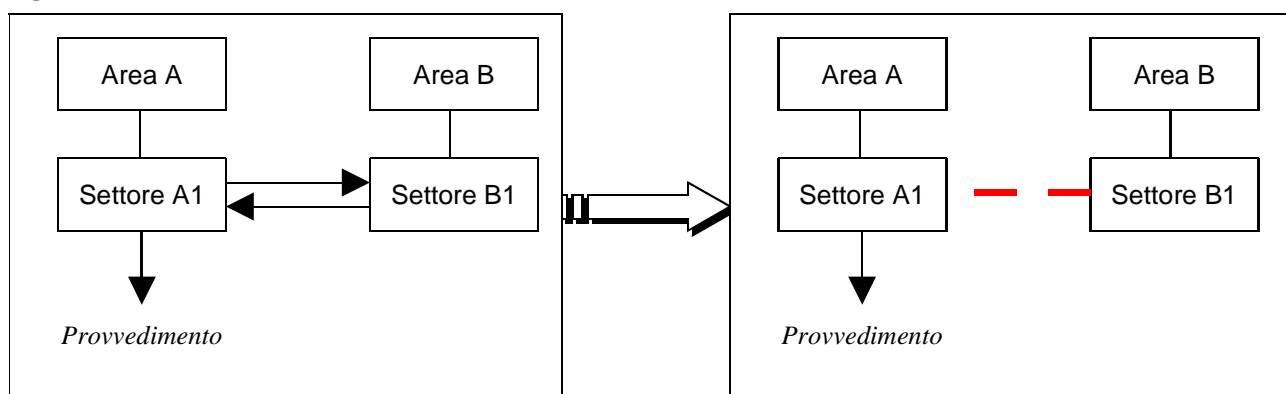 Area A
Area B
Settore A1
Settore B1
Provvedimento
Area A
Area B
Settore A1
Settore B1
Provvedimento